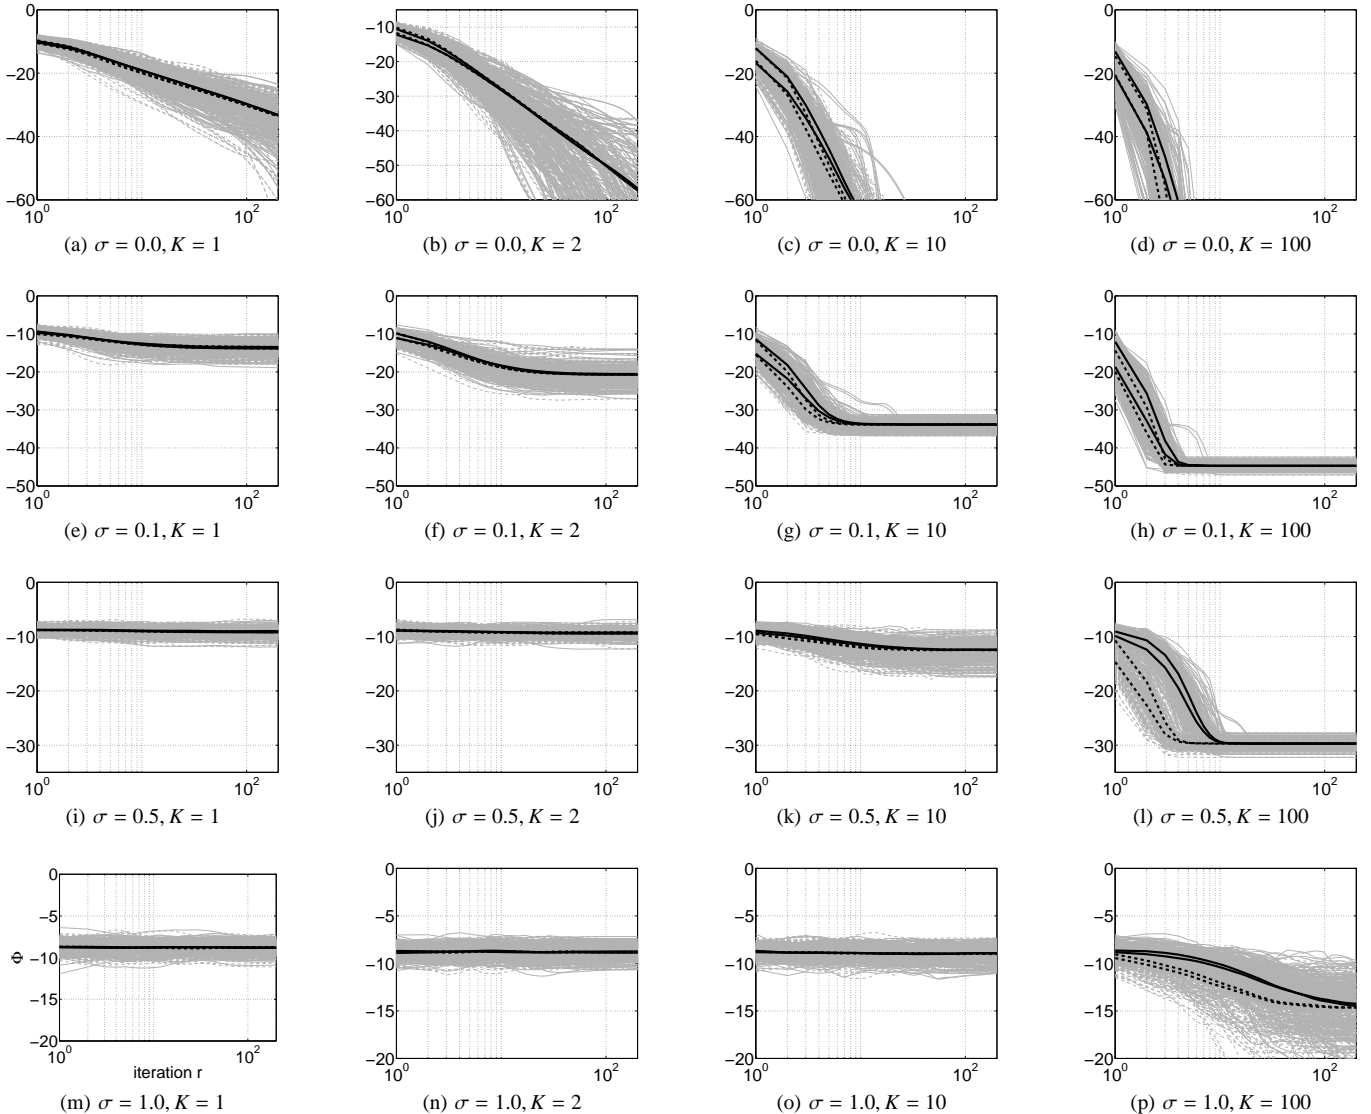 0 −20 −40 −60 10^0 10^2
−10 −20 −30 −40 −50 −60 10^0 10^2
0 −20 −40 −60 10^0 10^2
0 −20 −40 −60 10^0 10^2
(a) σ = 0.0, K = 1
(b) σ = 0.0, K = 2
(c) σ = 0.0, K = 10
(d) σ = 0.0, K = 100
0 −10 −20 −30 −40 −50 10^0 10^2
0 −10 −20 −30 −40 −50 10^0 10^2
0 −10 −20 −30 −40 −50 10^0 10^2
0 −10 −20 −30 −40 −50 10^0 10^2
(e) σ = 0.1, K = 1
(f) σ = 0.1, K = 2
(g) σ = 0.1, K = 10
(h) σ = 0.1, K = 100
0 −10 −20 −30 10^0 10^2
0 −10 −20 −30 10^0 10^2
0 −10 −20 −30 10^0 10^2
0 −10 −20 −30 10^0 10^2
(i) σ = 0.5, K = 1
(j) σ = 0.5, K = 2
(k) σ = 0.5, K = 10
(l) σ = 0.5, K = 100
0 −5 −10 −15 −20 10^0 10^2
Φ
iteration r
0 −5 −10 −15 −20 10^0 10^2
0 −5 −10 −15 −20 10^0 10^2
0 −5 −10 −15 −20 10^0 10^2
(m) σ = 1.0, K = 1
(n) σ = 1.0, K = 2
(o) σ = 1.0, K = 10
(p) σ = 1.0, K = 100